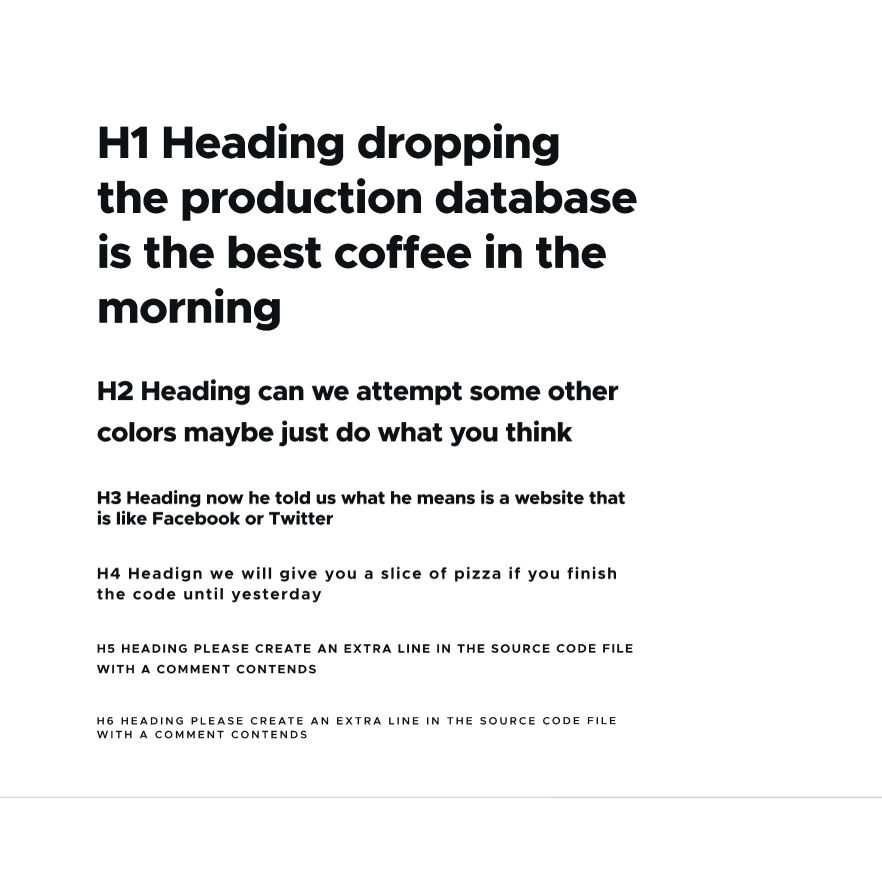 H1 Heading dropping
the production database
is the best coffee in the
morning
H2 Heading can we attempt some other
colors maybe just do what you think
H3 Heading now he told us what he means is a website that
is like Facebook or Twitter
H4 Headign we will give you a slice of pizza if you finish
the code until yesterday
H5 HEADING PLEASE CREATE AN EXTRA LINE IN THE SOURCE CODE FILE
WITH A COMMENT CONTENDS
H6 HEADING PLEASE CREATE AN EXTRA LINE IN THE SOURCE CODE FILE
WITH A COMMENT CONTENDS